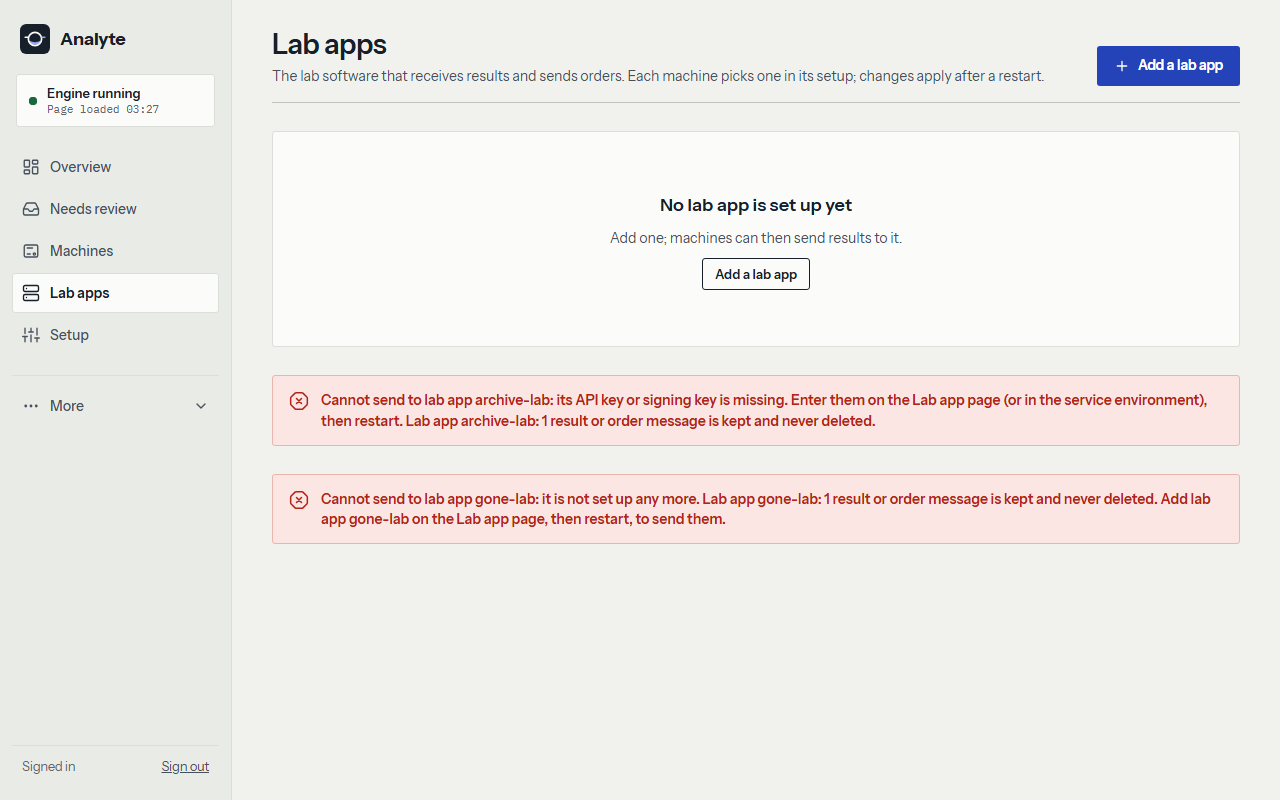 Analyte
Engine running
Page loaded 03:27
Overview
Needs review
Machines
Lab apps
Setup
More
Signed in
Sign out
Lab apps
The lab software that receives results and sends orders. Each machine picks one in its setup; changes apply after a restart.
Add a lab app
No lab app is set up yet
Add one; machines can then send results to it.
Add a lab app
Cannot send to lab app archive-lab: its API key or signing key is missing. Enter them on the Lab app page (or in the service environment),
then restart. Lab app archive-lab: 1 result or order message is kept and never deleted.
Cannot send to lab app gone-lab: it is not set up any more. Lab app gone-lab: 1 result or order message is kept and never deleted. Add lab
app gone-lab on the Lab app page, then restart, to send them.